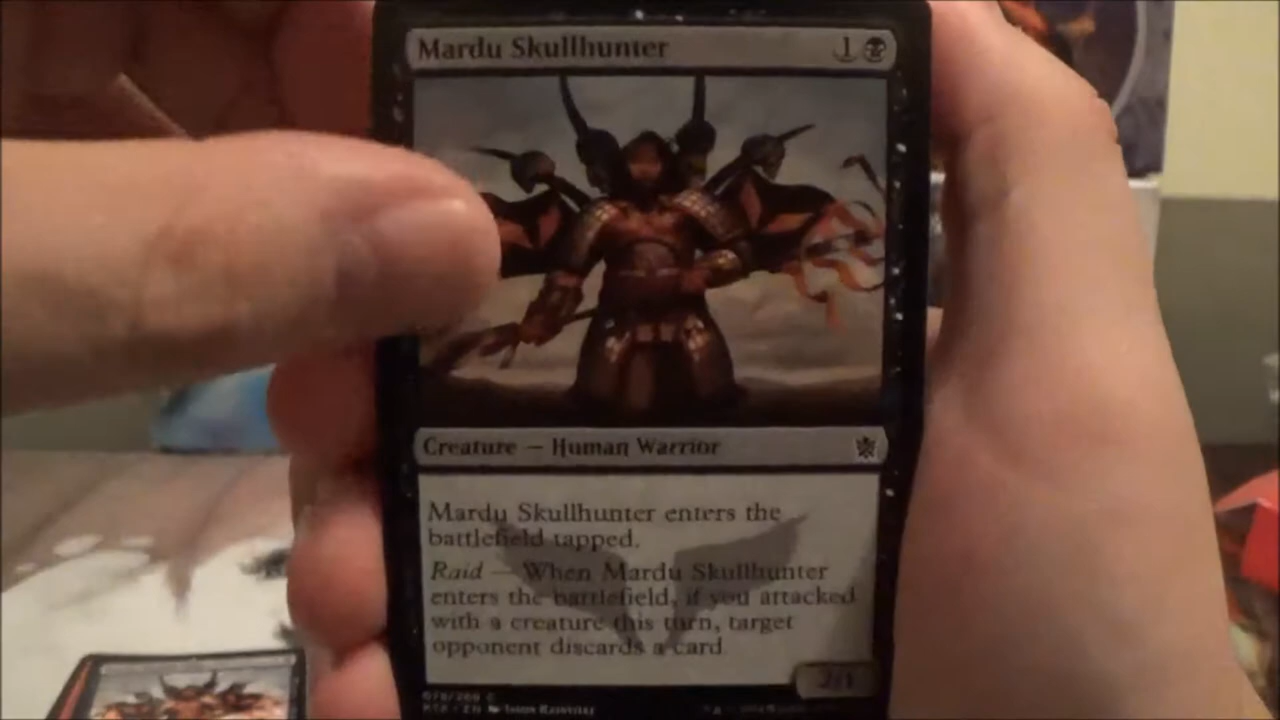 Mardu Skullhunter 1
Creature — Human Warrior
Mardu Skullhunter enters the
battlefield tapped.
Raid — When Mardu Skullhunter
enters the battlefield, if you attacked
with a creature this turn, target
opponent discards a card
2/1